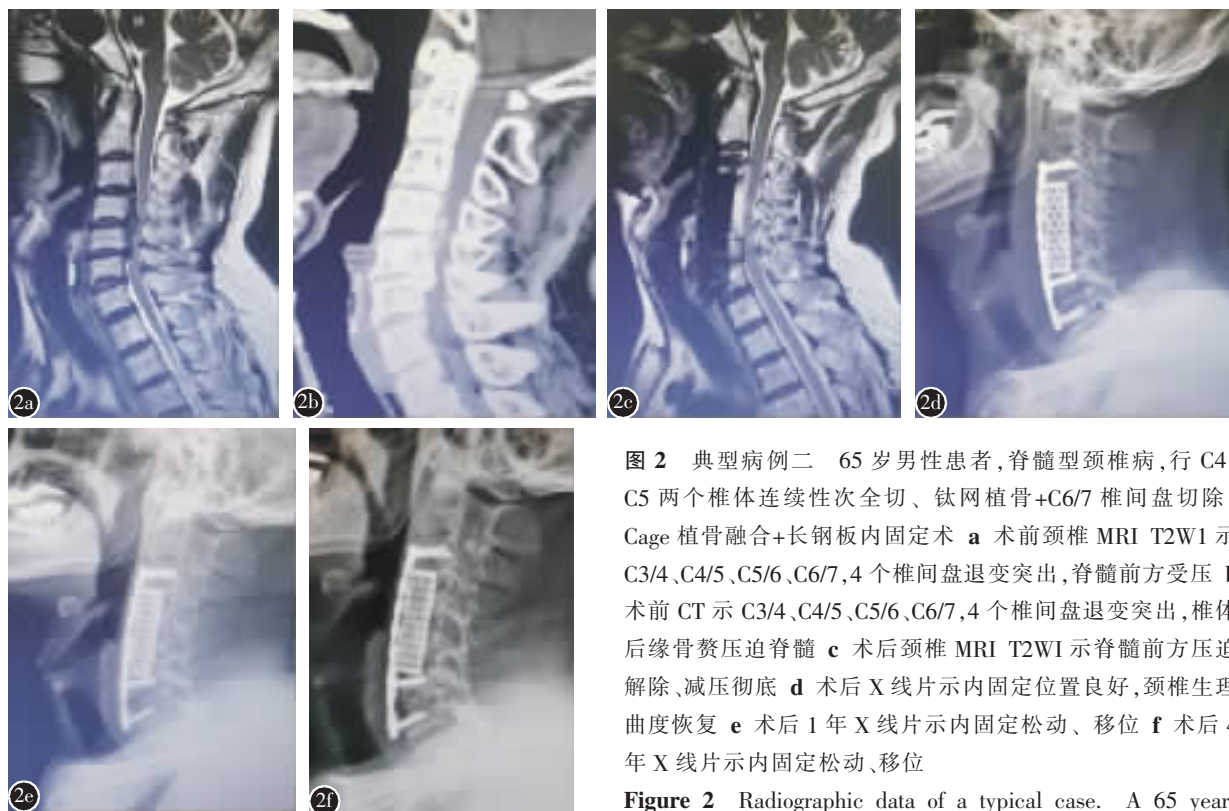 2a
2b
2c
2d
2e
2f
图 2 典型病例二 65 岁男性患者,脊髓型颈椎病,行 C4
C5 两个椎体连续性次全切、钛网植骨+C6/7 椎间盘切除
Cage 植骨融合+长钢板内固定术 a 术前颈椎 MRI T2W1 示
C3/4、C4/5、C5/6、C6/7,4 个椎间盘退变突出,脊髓前方受压
术前 CT 示 C3/4、C4/5、C5/6、C6/7,4 个椎间盘退变突出,椎体
后缘骨赘压迫脊髓 c 术后颈椎 MRI T2WI 示脊髓前方压迫
解除、减压彻底 d 术后 X 线片示内固定位置良好,颈椎生理
曲度恢复 e 术后 1 年 X 线片示内固定松动、移位 f 术后
年 X 线片示内固定松动、移位
Figure 2 Radiographic data of a typical case. A 65 year